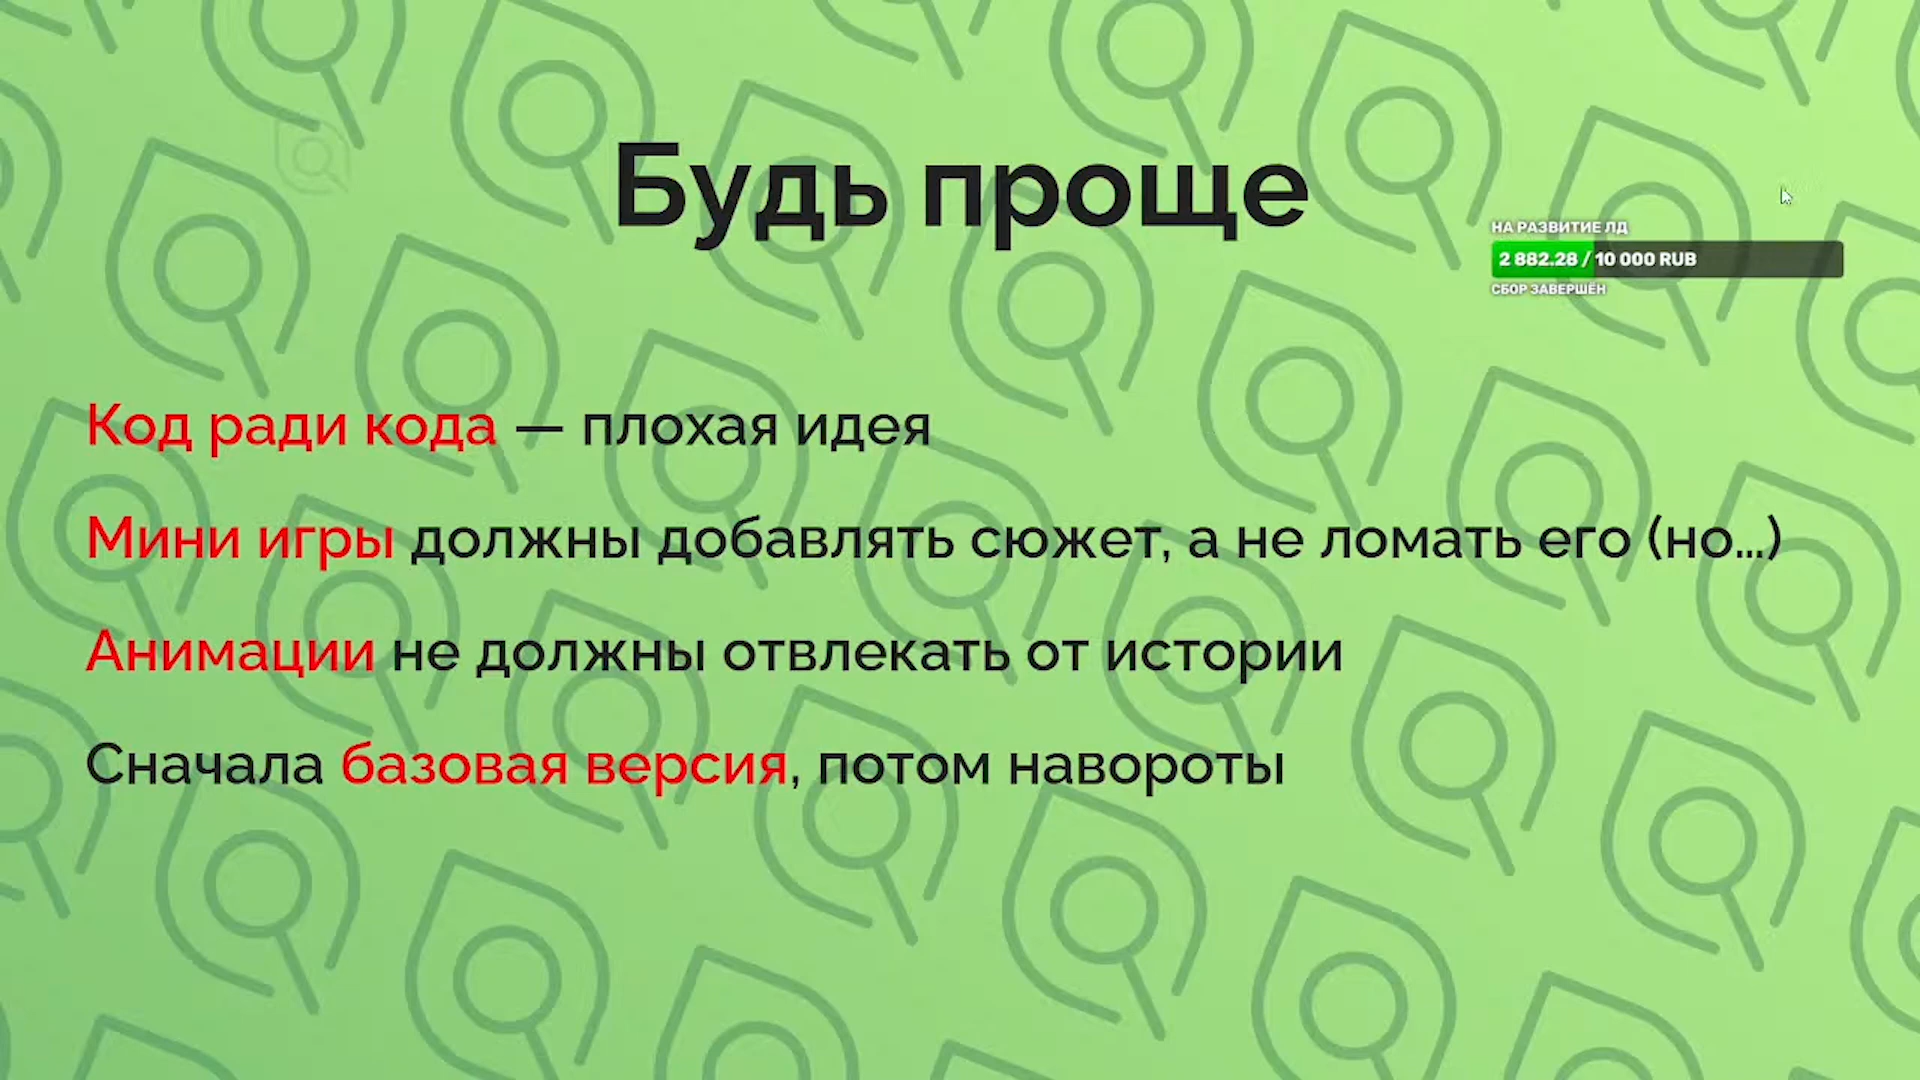 Будь проще
НА РАЗВИТИЕ ЛД
2 882.28 / 10 000 RUB
СБОР ЗАВЕРШЁН
Код ради кода — плохая идея
Мини игры должны добавлять сюжет, а не ломать его (но...)
Анимации не должны отвлекать от истории
Сначала базовая версия, потом навороты